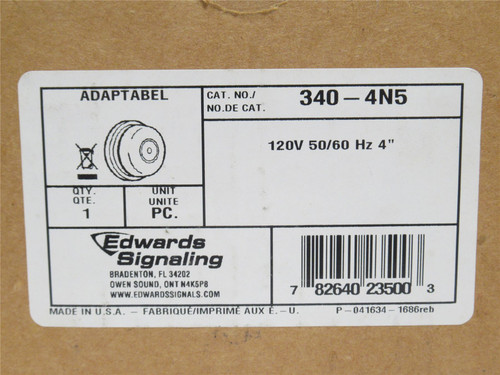 ADAPTABEL
CAT. NO./
NO.DE CAT.
340-4N5
120V 50/60 Hz 4"
QTY.
QTE.
1
UNIT
UNITE
PC.
Edwards
Signaling
BRADENTON, FL 34202
OWEN SOUND, ONT N4K5P8
WWW.EDWARDSIGNALS.COM
7 82640 23500 3
MADE IN U.S.A. - FABRIQUÉ/IMPRIMÉ AUX É.-U.
P-041634-1686reb